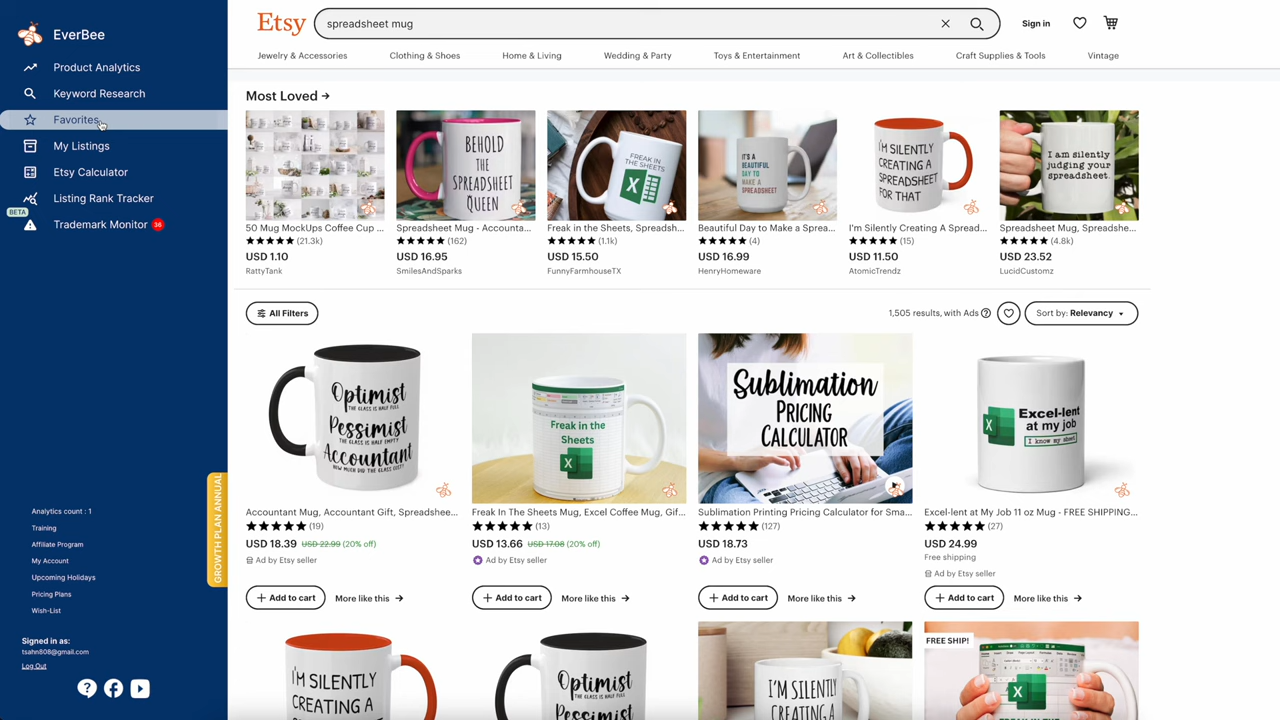 EverBee
Product Analytics
Keyword Research
Favorites
My Listings
Etsy Calculator
Listing Rank Tracker
BETA
Trademark Monitor 36
GROWTH PLAN ANNUAL
Analytics count : 1
Training
Affiliate Program
My Account
Upcoming Holidays
Pricing Plans
Wish-List
Signed in as:
tsahn808@gmail.com
Log Out
Etsy
spreadsheet mug
Sign in
Jewelry & Accessories
Clothing & Shoes
Home & Living
Wedding & Party
Toys & Entertainment
Art & Collectibles
Craft Supplies & Tools
Vintage
Most Loved
BEHOLD
THE
SPREADSHEET
QUEEN
FREAK IN
THE SHEETS
X
IT'S A
BEAUTIFUL
DAY TO
MAKE A
SPREADSHEET
I'M SILENTLY
CREATING A
SPREADSHEET
FOR THAT
I am silently
judging your
spreadsheet.
50 Mug MockUps Coffee Cup ...
(21.3k)
USD 1.10
RattyTank
Spreadsheet Mug - Accounta...
(162)
USD 16.95
SmilesAndSparks
Freak in the Sheets, Spreadsh...
(1.1k)
USD 15.50
FunnyFarmhouseTX
Beautiful Day to Make a Sprea...
(4)
USD 16.99
HenryHomeware
I'm Silently Creating A Spread...
(15)
USD 11.50
AtomicTrendz
Spreadsheet Mug, Spreadshe...
(4.8k)
USD 23.52
LucidCustomz
All Filters
1,505 results, with Ads ?
Sort by: Relevancy
Optimist
THE GLASS IS HALF FULL
Pessimist
THE GLASS IS HALF EMPTY
Accountant
HOW MUCH DID THE GLASS COST?
Freak in the
Sheets
X
Sublimation
PRICING
CALCULATOR
X
Excel-lent
at my job
I know my sheet
Accountant Mug, Accountant Gift, Spreadshee...
(19)
USD 18.39 USD 22.99 (20% off)
Ad by Etsy seller
Add to cart
More like this
Freak In The Sheets Mug, Excel Coffee Mug, Gif...
(13)
USD 13.66 USD 17.08 (20% off)
Ad by Etsy seller
Add to cart
More like this
Sublimation Printing Pricing Calculator for Sma...
(127)
USD 18.73
Ad by Etsy seller
Add to cart
More like this
Excel-lent at My Job 11 oz Mug - FREE SHIPPING...
(27)
USD 24.99
Free shipping
Ad by Etsy seller
Add to cart
More like this
I'M SILENTLY
CREATING A
Optimist
THE GLASS IS HALF FULL
Pessimist
I'M SILENTLY
CREATING A
FREE SHIP!
X